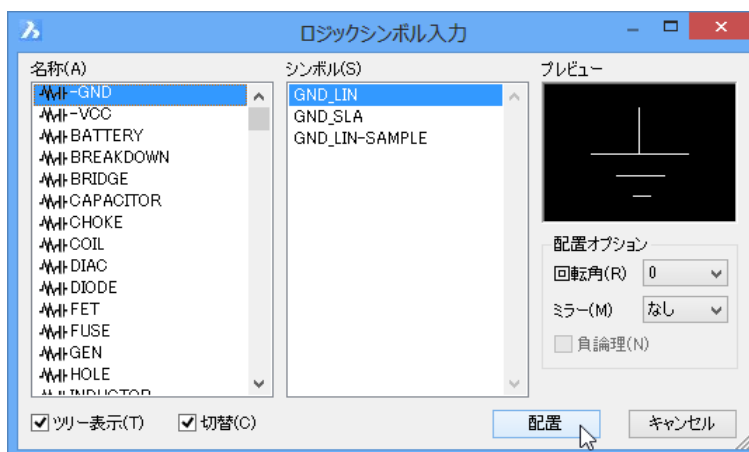 ロジックシンボル入力
名称(A)
-GND
-VCC
BATTERY
BREAKDOWN
BRIDGE
CAPACITOR
CHOKE
COIL
DIAC
DIODE
FET
FUSE
GEN
HOLE
INDUCTOR
シンボル(S)
GND_LIN
GND_SLA
GND_LIN-SAMPLE
プレビュー
配置オプション
回転角(R) 0
ミラー(M) なし
負論理(N)
ツリー表示(T) 切替(C) 配置 キャンセル